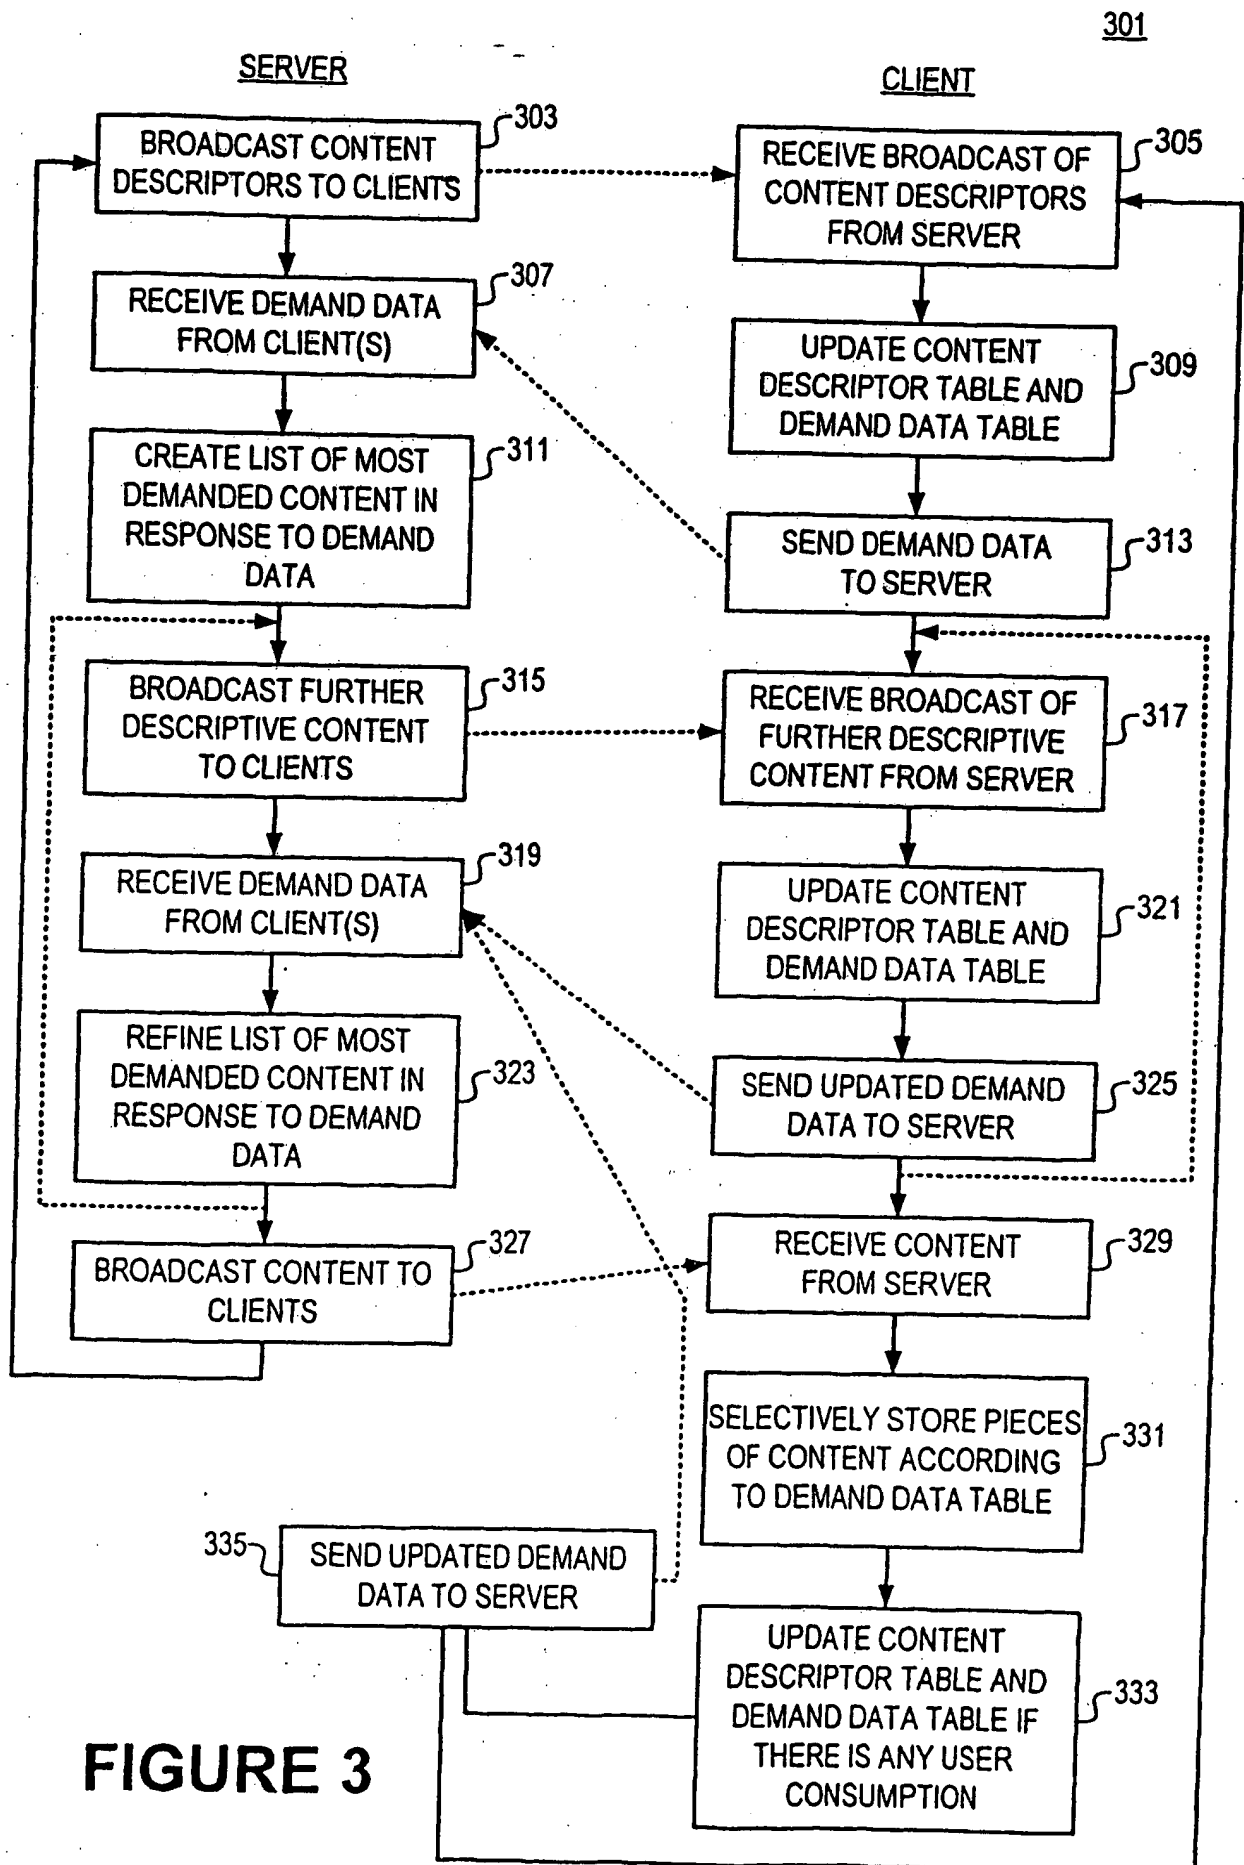 301
SERVER
CLIENT
303
BROADCAST CONTENT
DESCRIPTORS TO CLIENTS
305
RECEIVE BROADCAST OF
CONTENT DESCRIPTORS
FROM SERVER
307
RECEIVE DEMAND DATA
FROM CLIENT(S)
309
UPDATE CONTENT
DESCRIPTOR TABLE AND
DEMAND DATA TABLE
311
CREATE LIST OF MOST
DEMANDED CONTENT IN
RESPONSE TO DEMAND
DATA
313
SEND DEMAND DATA
TO SERVER
315
BROADCAST FURTHER
DESCRIPTIVE CONTENT
TO CLIENTS
317
RECEIVE BROADCAST OF
FURTHER DESCRIPTIVE
CONTENT FROM SERVER
319
RECEIVE DEMAND DATA
FROM CLIENT(S)
321
UPDATE CONTENT
DESCRIPTOR TABLE AND
DEMAND DATA TABLE
323
REFINE LIST OF MOST
DEMANDED CONTENT IN
RESPONSE TO DEMAND
DATA
325
SEND UPDATED DEMAND
DATA TO SERVER
327
BROADCAST CONTENT TO
CLIENTS
329
RECEIVE CONTENT
FROM SERVER
331
SELECTIVELY STORE PIECES
OF CONTENT ACCORDING
TO DEMAND DATA TABLE
335
SEND UPDATED DEMAND
DATA TO SERVER
333
UPDATE CONTENT
DESCRIPTOR TABLE AND
DEMAND DATA TABLE IF
THERE IS ANY USER
CONSUMPTION
FIGURE 3